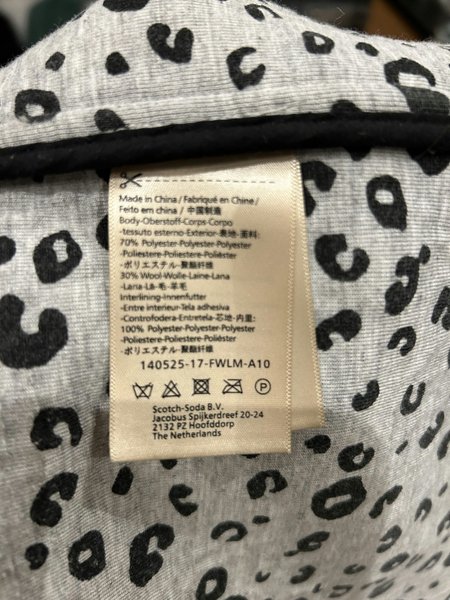 Made in China / Fabriqué en Chine /
Feito em china / 中国制造
Body-Oberstoff-Corps-Corpo
-tessuto esterno-Exterior-表地-面料:
70% Polyester-Polyester-Polyester
-Poliestere-Poliestere-Poliéster
-ポリエステル-聚酯纤维
30% Wool-Wolle-Laine-Lana
-Lana-Lã-毛-羊毛
Interlining-Innenfutter
-Entre interieur-Tela adhesiva
-Controfodera-Entretela-芯地-内里:
100% Polyester-Polyester-Polyester
-Poliestere-Poliestere-Poliéster
-ポリエステル-聚酯纤维
140525-17-FWLM-A10
P
Scotch-Soda B.V.
Jacobus Spijkerdreef 20-24
2132 PZ Hoofddorp
The Netherlands